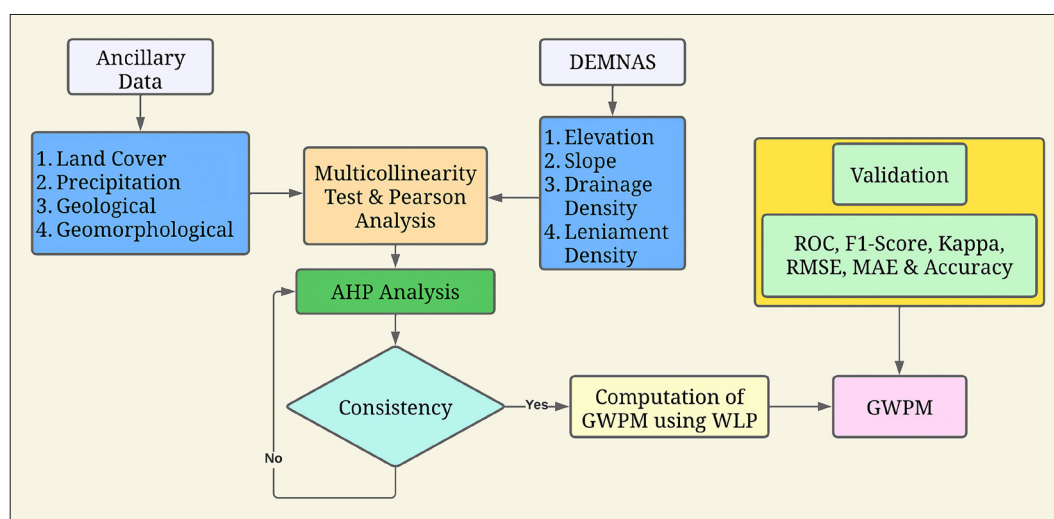 Ancillary
Data
DEMNAS
1. Land Cover
2. Precipitation
3. Geological
4. Geomorphological
Multicollinearity
Test & Pearson
Analysis
1. Elevation
2. Slope
3. Drainage
Density
4. Leniament
Density
Validation
ROC, F1-Score, Kappa,
RMSE, MAE & Accuracy
AHP Analysis
Consistency
Yes
No
Computation of
GWPM using WLP
GWPM